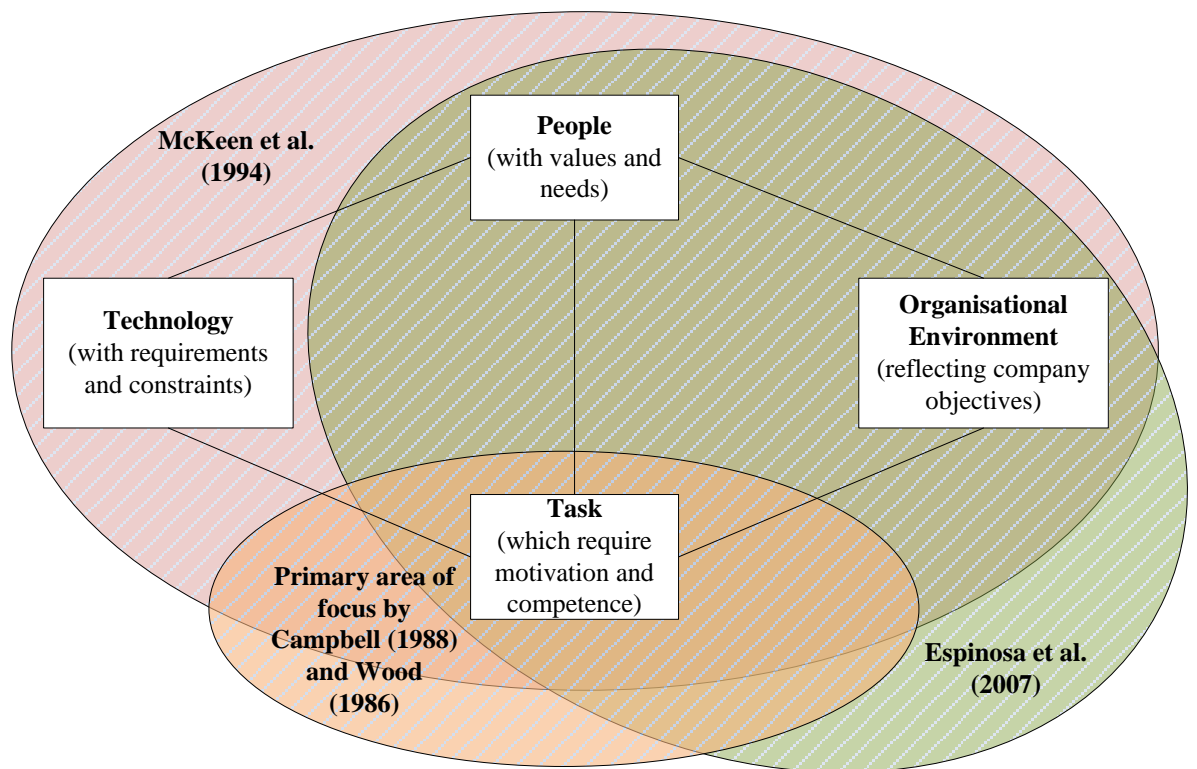 McKeen et al.
(1994)
People
(with values and
needs)
Technology
(with requirements
and constraints)
Organisational
Environment
(reflecting company
objectives)
Task
(which require
motivation and
competence)
Primary area of
focus by
Campbell (1988)
and Wood
(1986)
Espinosa et al.
(2007)